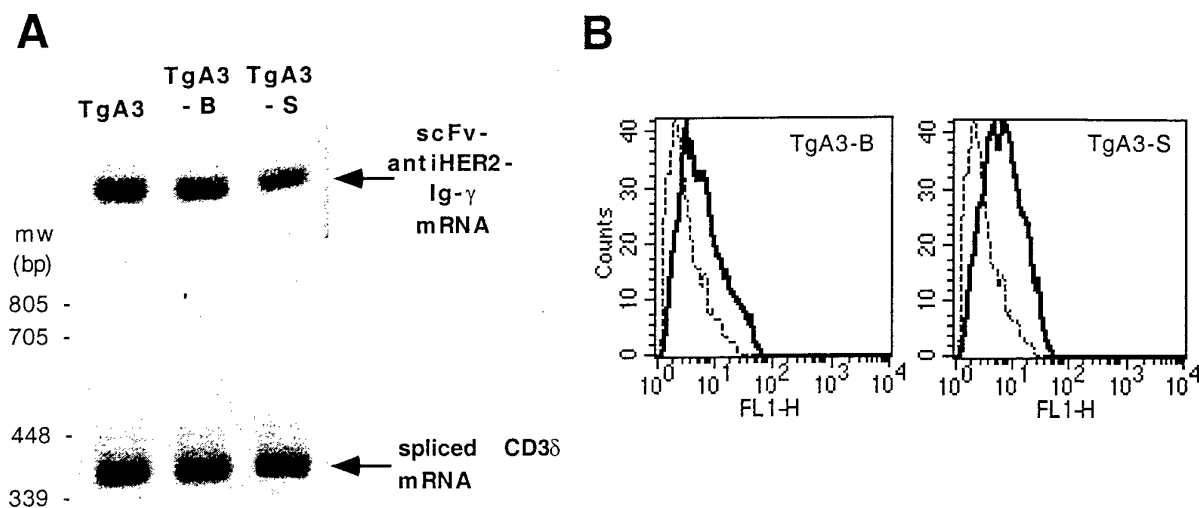 A
TgA3
TgA3
- B
TgA3
- S
scFv-
antiHER2-
Ig-γ
mRNA
mw
(bp)
805 -
705 -
448 -
339 -
spliced CD3δ
mRNA
B
TgA3-B
Counts
40
30
20
10
0
10^0 10^1 10^2 10^3 10^4
FL1-H
TgA3-S
40
30
20
10
0
10^0 10^1 10^2 10^3 10^4
FL1-H